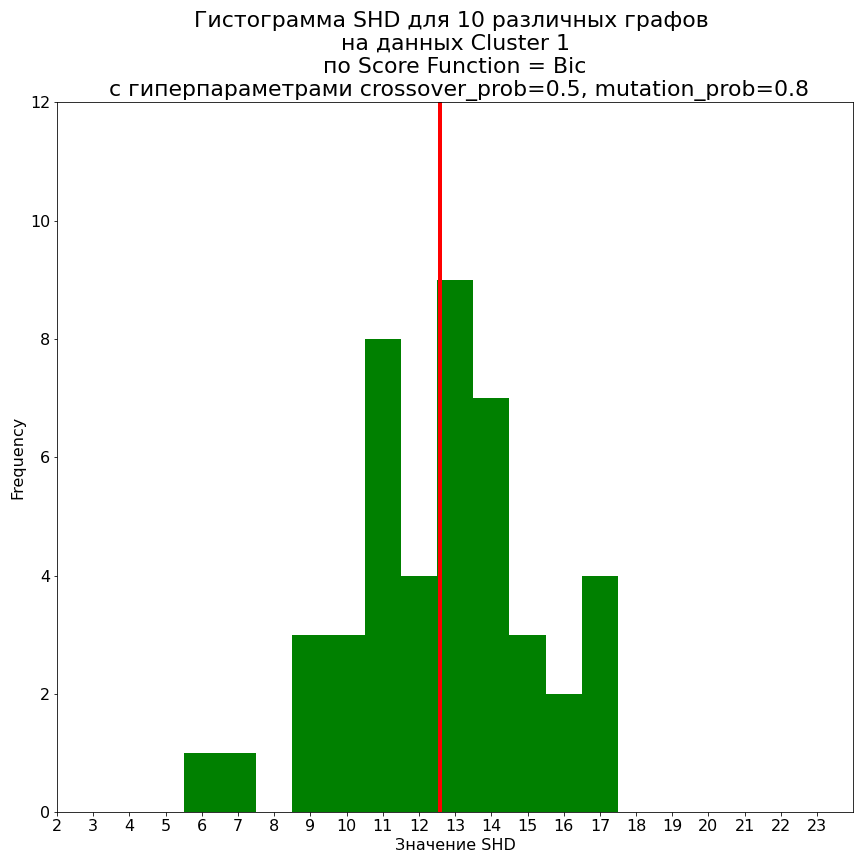 Гистограмма SHD для 10 различных графов
на данных Cluster 1
по Score Function = Bic
с гиперпараметрами crossover_prob=0.5, mutation_prob=0.8
12
10
8
6
4
2
0
Frequency
2 3 4 5 6 7 8 9 10 11 12 13 14 15 16 17 18 19 20 21 22 23
Значение SHD